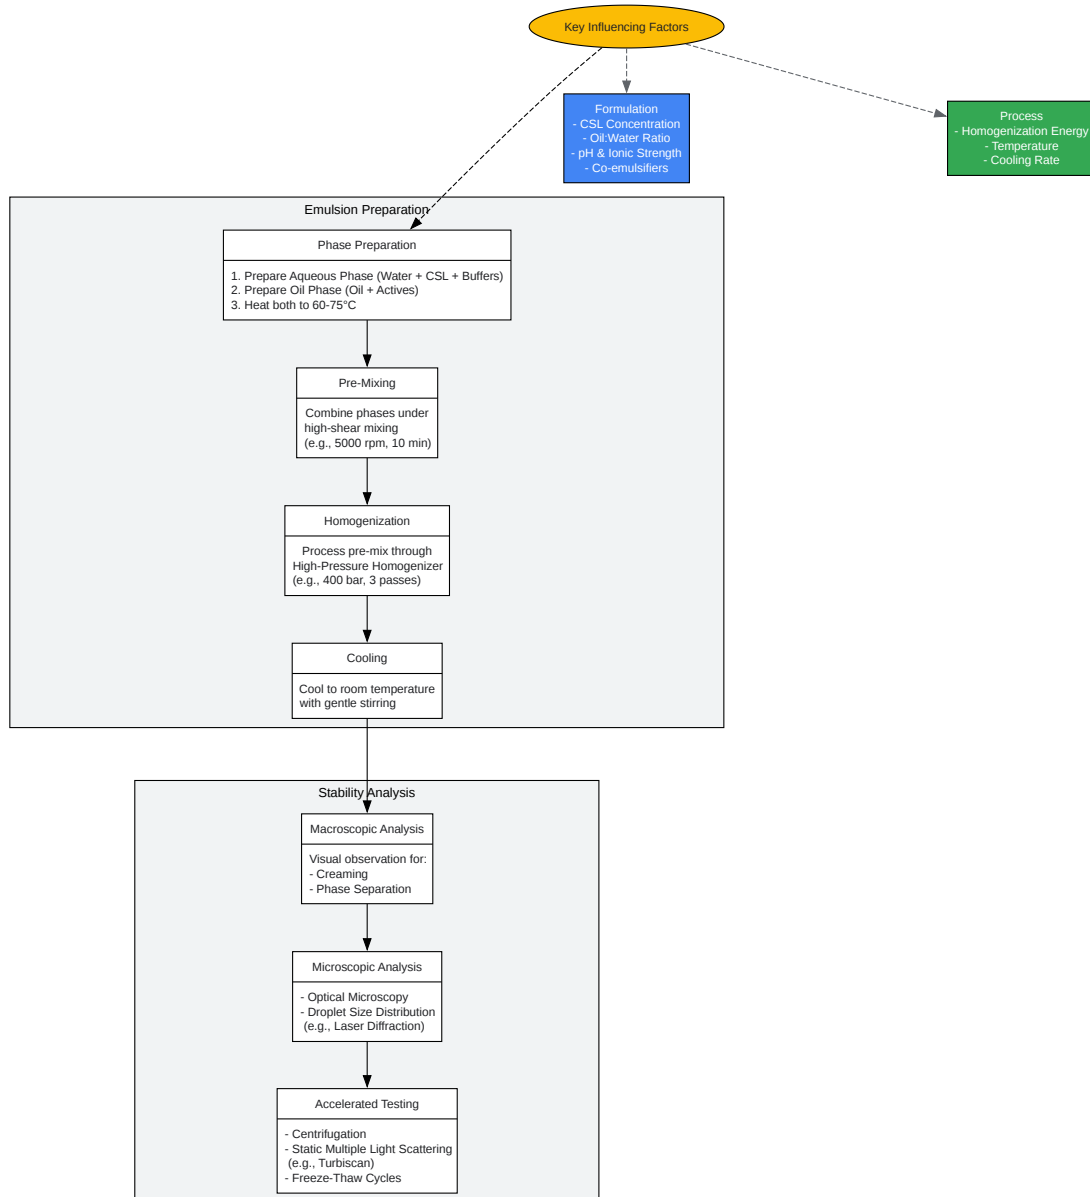 Key Influencing Factors
Formulation
- CSL Concentration
- Oil:Water Ratio
- pH & Ionic Strength
- Co-emulsifiers
Process
- Homogenization Energy
- Temperature
- Cooling Rate
Emulsion Preparation
Phase Preparation
1. Prepare Aqueous Phase (Water + CSL + Buffers)
2. Prepare Oil Phase (Oil + Actives)
3. Heat both to 60-75°C
Pre-Mixing
Combine phases under
high-shear mixing
(e.g., 5000 rpm, 10 min)
Homogenization
Process pre-mix through
High-Pressure Homogenizer
(e.g., 400 bar, 3 passes)
Cooling
Cool to room temperature
with gentle stirring
Stability Analysis
Macroscopic Analysis
Visual observation for:
- Creaming
- Phase Separation
Microscopic Analysis
- Optical Microscopy
- Droplet Size Distribution
(e.g., Laser Diffraction)
Accelerated Testing
- Centrifugation
- Static Multiple Light Scattering
(e.g., Turbiscan)
- Freeze-Thaw Cycles